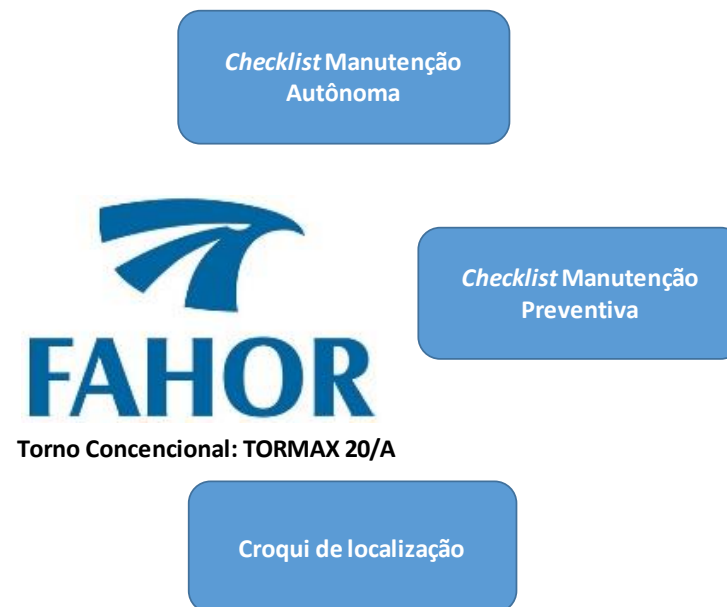 Checklist Manutenção
Autônoma
FAHOR
Checklist Manutenção
Preventiva
Torno Concencional: TORMAX 20/A
Croqui de localização